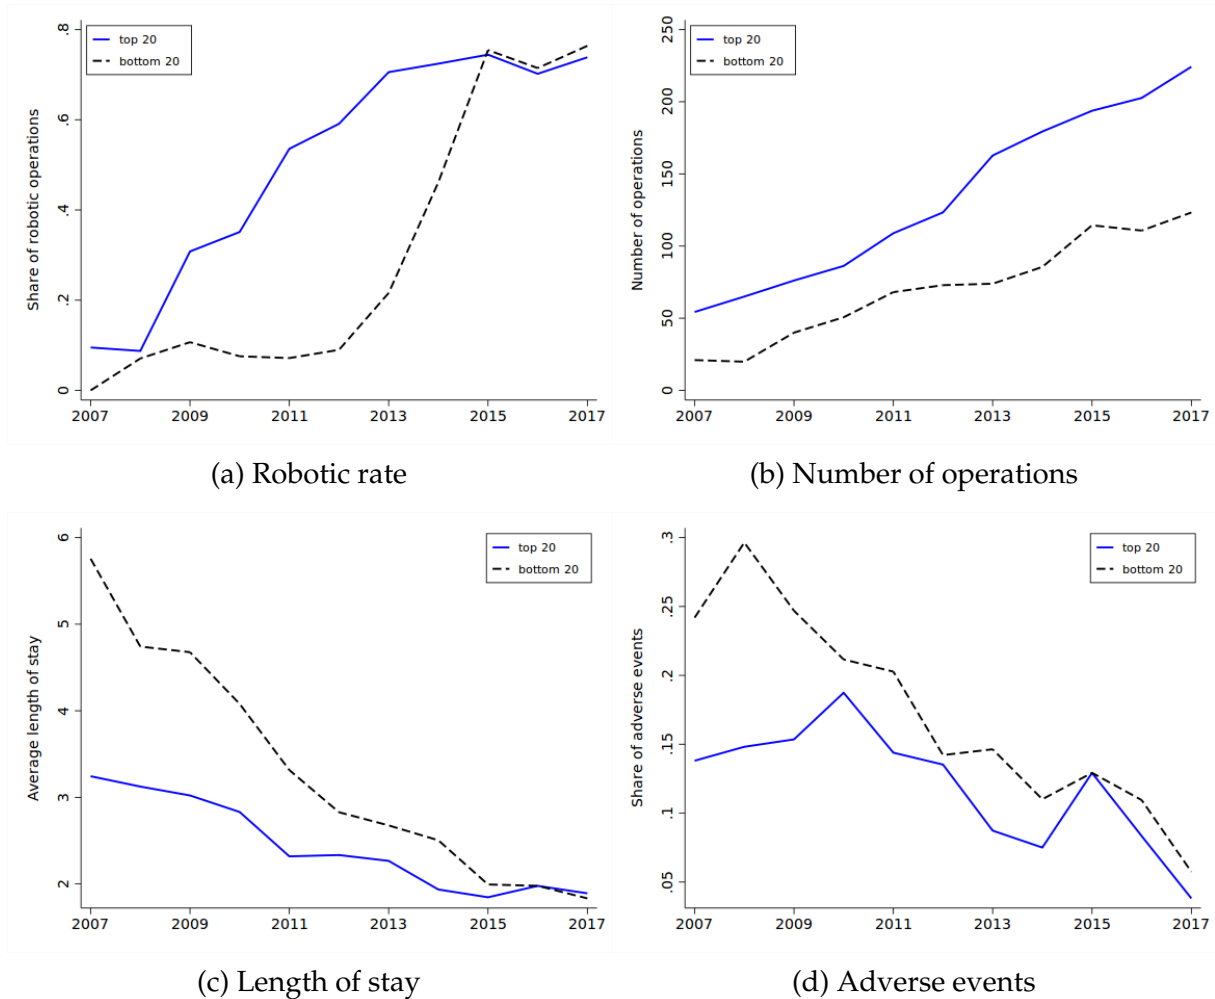 top 20
bottom 20
Share of robotic operations
0 .2 .4 .6 .8
2007 2009 2011 2013 2015 2017
(a) Robotic rate
top 20
bottom 20
Number of operations
0 50 100 150 200 250
2007 2009 2011 2013 2015 2017
(b) Number of operations
top 20
bottom 20
Average length of stay
2 3 4 5 6
2007 2009 2011 2013 2015 2017
(c) Length of stay
top 20
bottom 20
Share of adverse events
.05 .1 .15 .2 .25 .3
2007 2009 2011 2013 2015 2017
(d) Adverse events